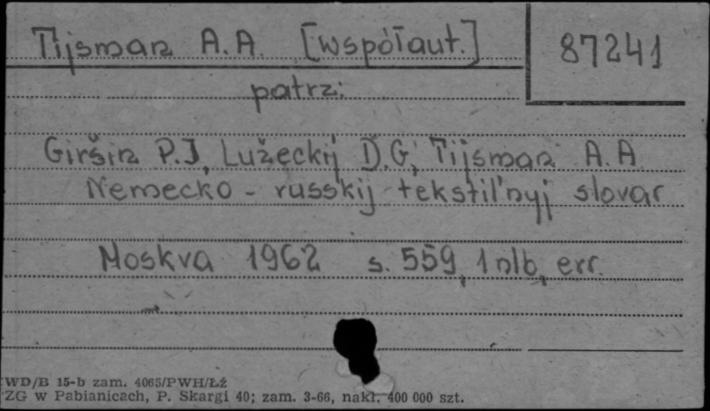 Tijsman A.A. [współaut.]
87241
patrz:
Giršin P.J, Lužeckij D.G, Tijsman A.A
Nemecko - russkij tekstil'nyj slovar
Moskva 1962 s. 559, 1 nlb, err.
WD/B 15-b zam. 4065/PWH/Łż
ZG w Pabianicach, P. Skargi 40; zam. 3-66, nakł. 400 000 szt.